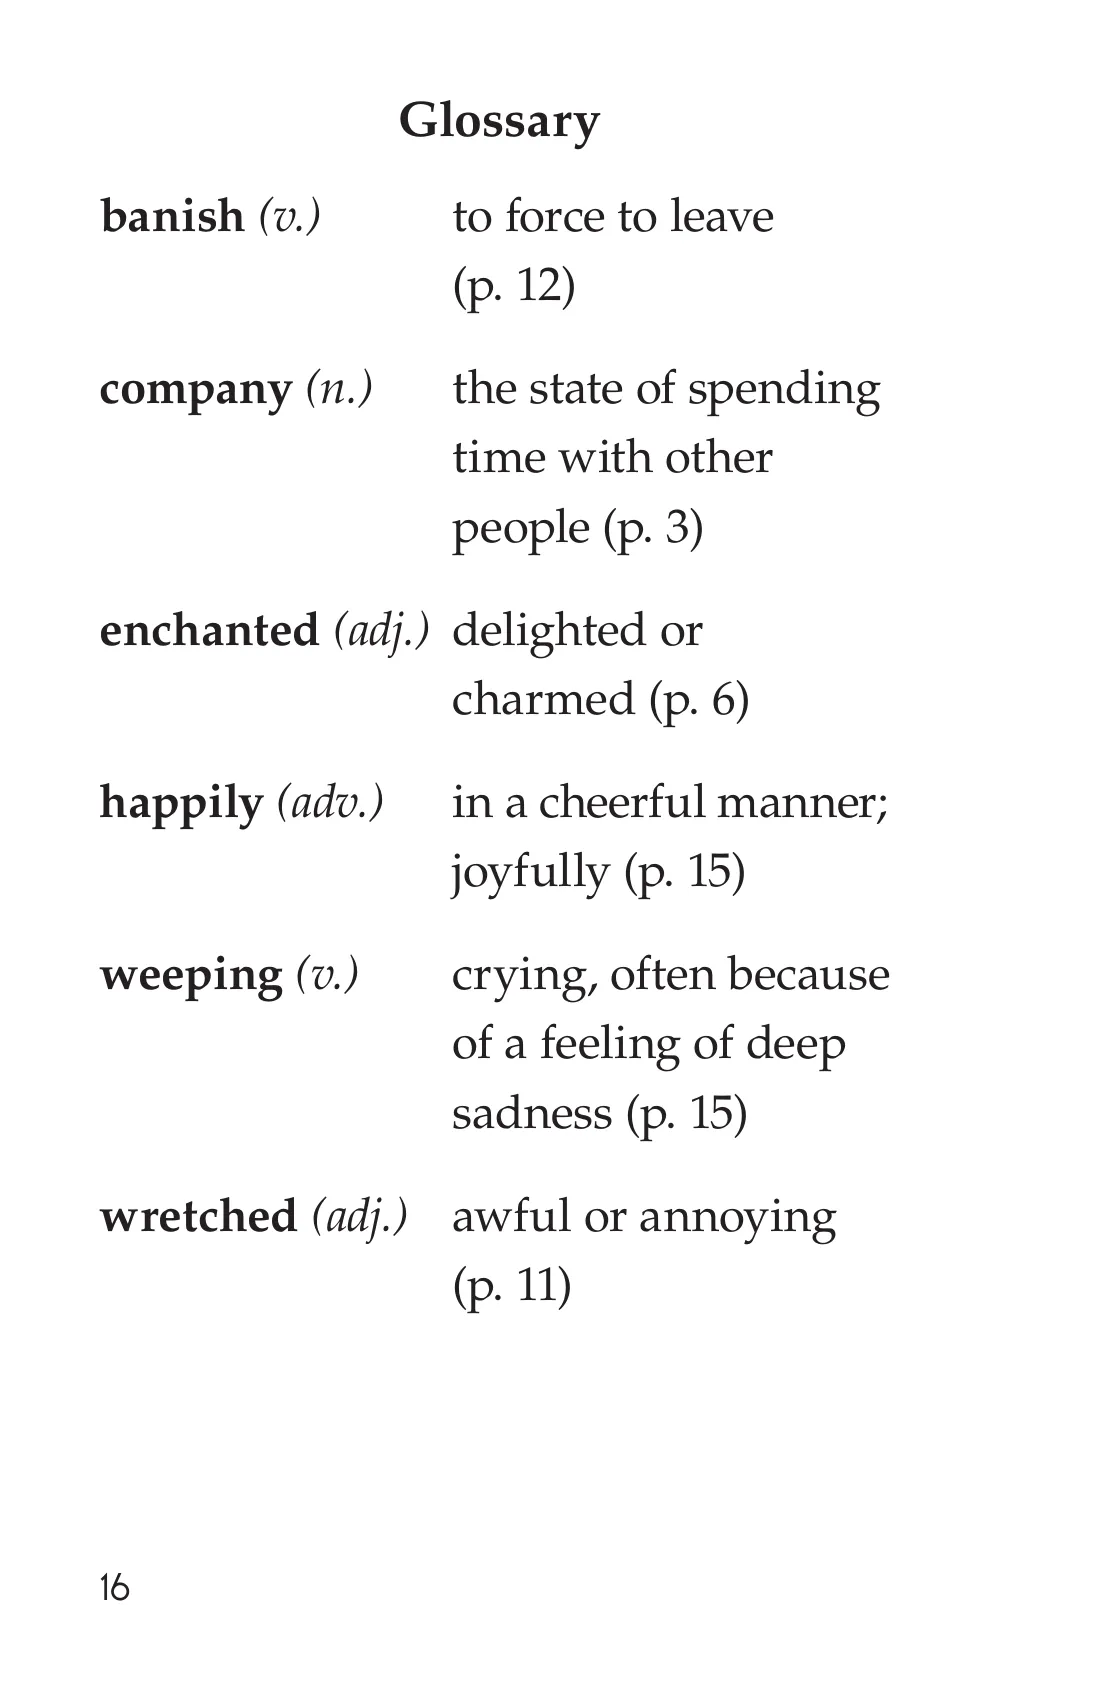 Glossary
banish (v.) to force to leave
(p. 12)
company (n.) the state of spending
time with other
people (p. 3)
enchanted (adj.) delighted or
charmed (p. 6)
happily (adv.) in a cheerful manner;
joyfully (p. 15)
weeping (v.) crying, often because
of a feeling of deep
sadness (p. 15)
wretched (adj.) awful or annoying
(p. 11)
16